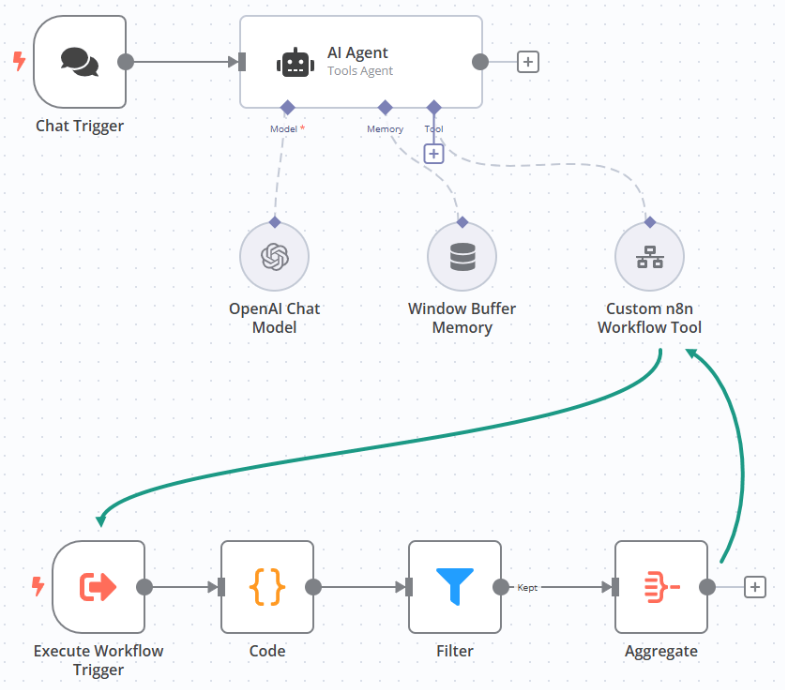 AI Agent
Tools Agent
Chat Trigger
Model *
Memory
Tool
OpenAI Chat
Model
Window Buffer
Memory
Custom n8n
Workflow Tool
Kept
Execute Workflow
Trigger
Code
Filter
Aggregate